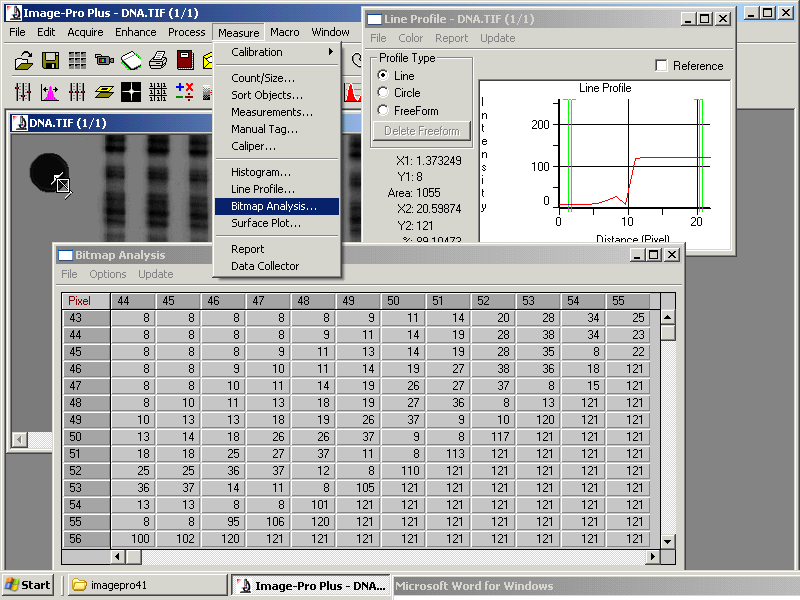 Image-Pro Plus - DNA.TIF (1/1)
File Edit Acquire Enhance Process Measure Macro Window
Calibration
Count/Size...
Sort Objects...
Measurements...
Manual Tag...
Caliper...
Histogram...
Line Profile...
Bitmap Analysis...
Surface Plot...
Report
Data Collector
DNA.TIF (1/1)
Line Profile - DNA.TIF (1/1)
File Color Report Update
Profile Type
Line
Circle
FreeForm
Delete Freeform
Reference
X1: 1.373249
Y1: 8
Area: 1055
X2: 20.59874
Y2: 121
Line Profile
Intensity
200
100
0
0 10 20
Distance (Pixel)
Bitmap Analysis
File Options Update
Pixel 44 45 46 47 48 49 50 51 52 53 54 55
43 8 8 8 8 8 9 11 14 20 28 34 25
44 8 8 8 8 9 11 14 19 28 38 34 23
45 8 8 8 9 11 13 14 19 28 35 8 22
46 8 8 9 10 11 14 19 27 38 36 18 121
47 8 8 10 11 14 19 26 27 37 8 15 121
48 8 10 11 13 18 19 27 36 8 13 121 121
49 10 13 13 18 19 26 37 9 10 120 121 121
50 13 14 18 26 26 37 9 8 117 121 121 121
51 18 18 25 27 37 11 8 113 121 121 121 121
52 25 25 36 37 12 8 110 121 121 121 121 121
53 36 37 14 11 8 105 121 121 121 121 121 121
54 13 13 8 8 101 121 121 121 121 121 121 121
55 8 8 95 106 120 121 121 121 121 121 121 121
56 100 102 120 121 121 121 121 121 121 121 121 121
Start
imagepro41
Image-Pro Plus - DNA...
Microsoft Word for Windows